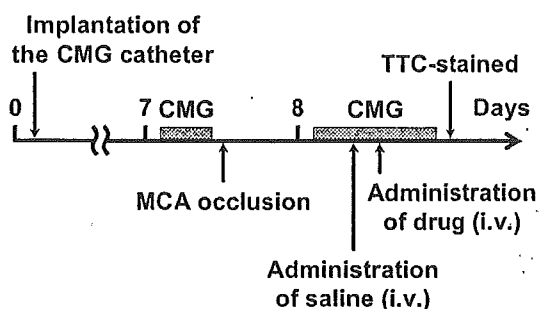 Implantation of
the CMG catheter
TTC-stained
0
7 CMG
8
CMG
Days
MCA occlusion
Administration
of drug (i.v.)
Administration
of saline (i.v.)